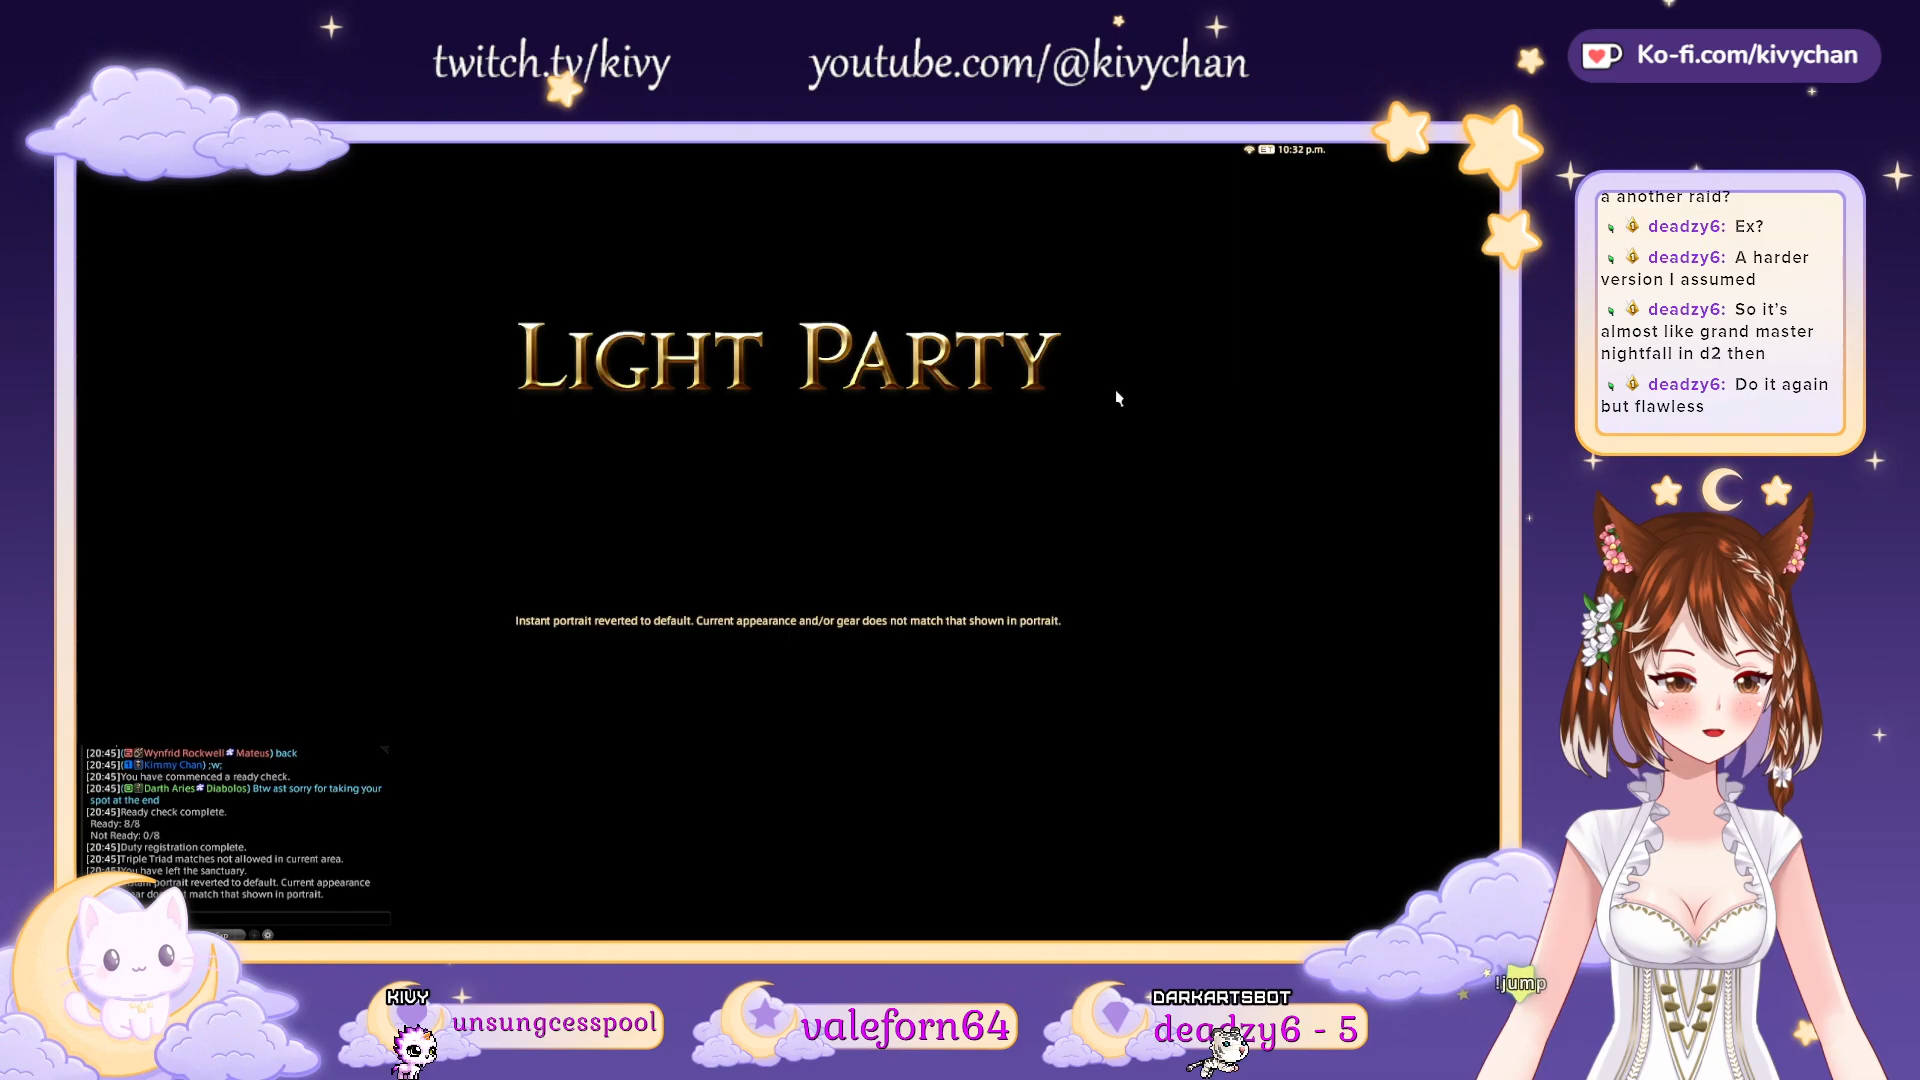 twitch.tv/kivy
youtube.com/@kivychan
Ko-fi.com/kivychan
ET 10:32 p.m.
LIGHT PARTY
Instant portrait reverted to default. Current appearance and/or gear does not match that shown in portrait.
a another raid?
deadzy6: Ex?
deadzy6: A harder
version I assumed
deadzy6: So it’s
almost like grand master
nightfall in d2 then
deadzy6: Do it again
but flawless
[20:45](Wynfrid Rockwell Mateus) back
[20:45](Kimmy Chan) ;w;
[20:45]You have commenced a ready check.
[20:45](Darth Aries Diabolos) Btw ast sorry for taking your
spot at the end
[20:45]Ready check complete.
Ready: 8/8
Not Ready: 0/8
[20:45]Duty registration complete.
[20:45]Triple Triad matches not allowed in current area.
You have left the sanctuary.
portrait reverted to default. Current appearance
match that shown in portrait.
!jump
KIVY
unsungcesspool
valeforn64
DARKARTSBOT
deadzy6 - 5